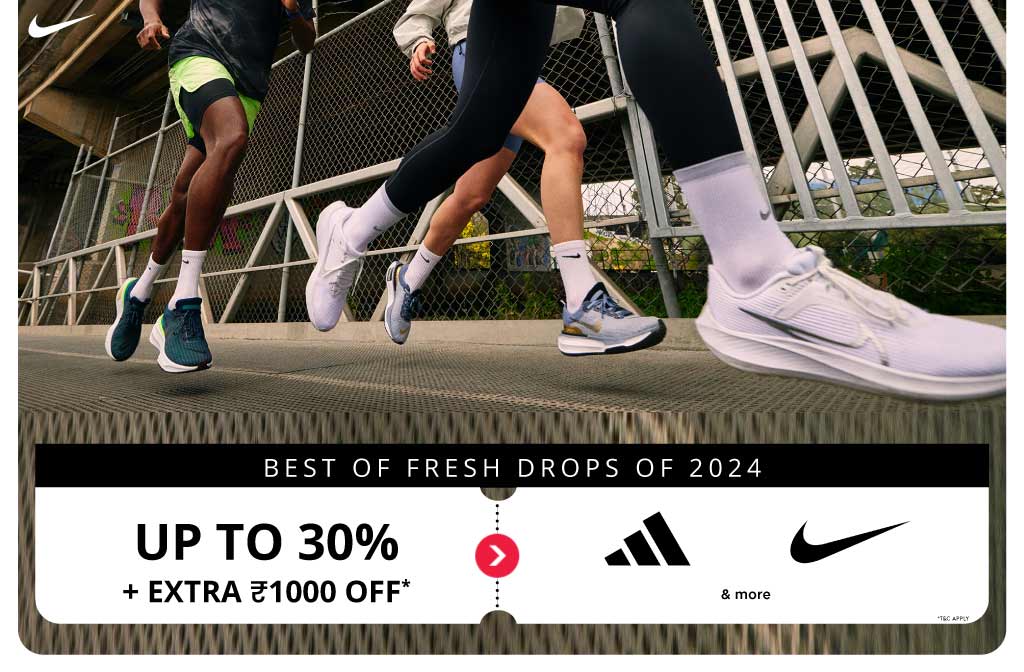 BEST OF FRESH DROPS OF 2024
UP TO 30%
+ EXTRA ₹1000 OFF*
& more
*T&C APPLY